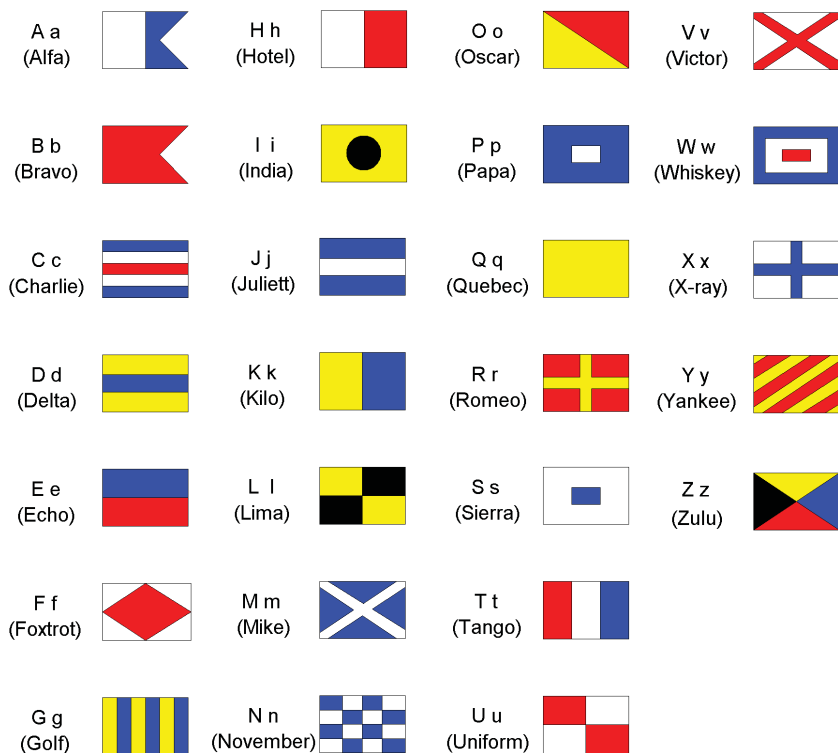 A a
(Alfa)
B b
(Bravo)
C c
(Charlie)
D d
(Delta)
E e
(Echo)
F f
(Foxtrot)
G g
(Golf)
H h
(Hotel)
I i
(India)
J j
(Juliett)
K k
(Kilo)
L l
(Lima)
M m
(Mike)
N n
(November)
O o
(Oscar)
P p
(Papa)
Q q
(Quebec)
R r
(Romeo)
S s
(Sierra)
T t
(Tango)
U u
(Uniform)
V v
(Victor)
W w
(Whiskey)
X x
(X-ray)
Y y
(Yankee)
Z z
(Zulu)